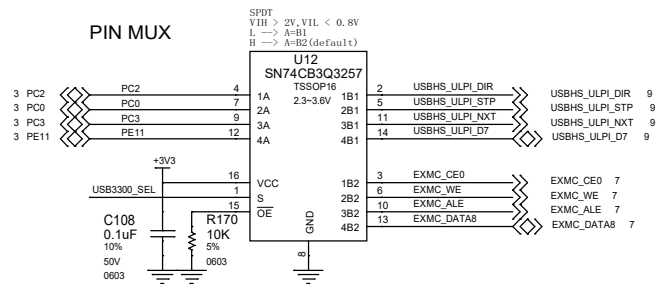 PIN MUX
SPDT
VIH > 2V,VIL < 0.8V
L --> A=B1
H --> A=B2(default)
U12
SN74CB3Q3257
TSSOP16
2.3~3.6V
3 PC2 PC2 4 1A 1B1 2 USBHS_ULPI_DIR USBHS_ULPI_DIR 9
3 PC0 PC0 7 2A 2B1 5 USBHS_ULPI_STP USBHS_ULPI_STP 9
3 PC3 PC3 9 3A 3B1 11 USBHS_ULPI_NXT USBHS_ULPI_NXT 9
3 PE11 PE11 12 4A 4B1 14 USBHS_ULPI_D7 USBHS_ULPI_D7 9
+3V3
16 VCC 1B2 3 EXMC_CE0 EXMC_CE0 7
USB3300_SEL 1 S 2B2 6 EXMC_WE EXMC_WE 7
15 OE 3B2 10 EXMC_ALE EXMC_ALE 7
4B2 13 EXMC_DATA8 EXMC_DATA8 7
GND
8
C108
0.1uF
10%
50V
0603
R170
10K
5%
0603